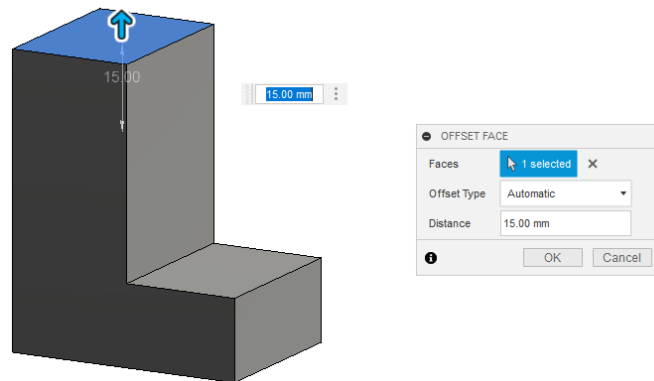 15.00
15.00 mm
OFFSET FACE
Faces
1 selected
Offset Type
Automatic
Distance
15.00 mm
OK
Cancel